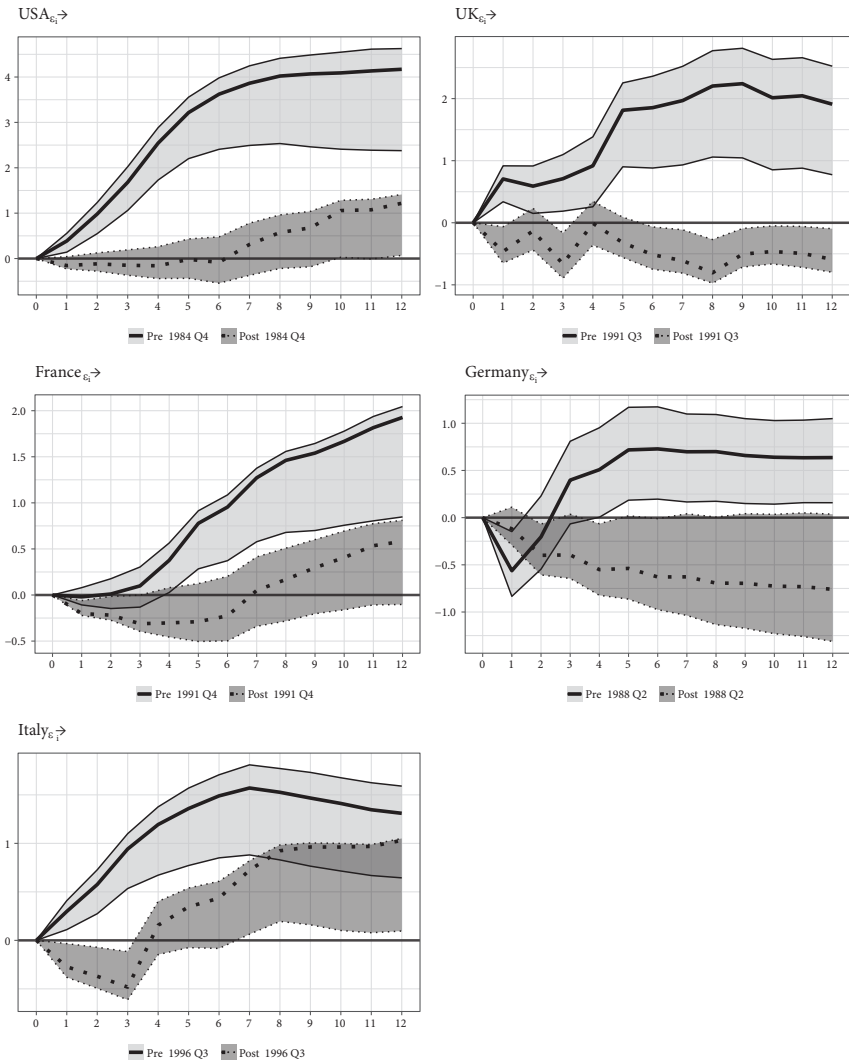 USAεi→
4
3
2
1
0
0 1 2 3 4 5 6 7 8 9 10 11 12
Pre 1984 Q4 Post 1984 Q4
UKεi→
2
1
0
−1
0 1 2 3 4 5 6 7 8 9 10 11 12
Pre 1991 Q3 Post 1991 Q3
Franceεi→
2.0
1.5
1.0
0.5
0.0
−0.5
0 1 2 3 4 5 6 7 8 9 10 11 12
Pre 1991 Q4 Post 1991 Q4
Germanyεi→
1.0
0.5
0.0
−0.5
−1.0
0 1 2 3 4 5 6 7 8 9 10 11 12
Pre 1988 Q2 Post 1988 Q2
Italyεi→
1
0
0 1 2 3 4 5 6 7 8 9 10 11 12
Pre 1996 Q3 Post 1996 Q3